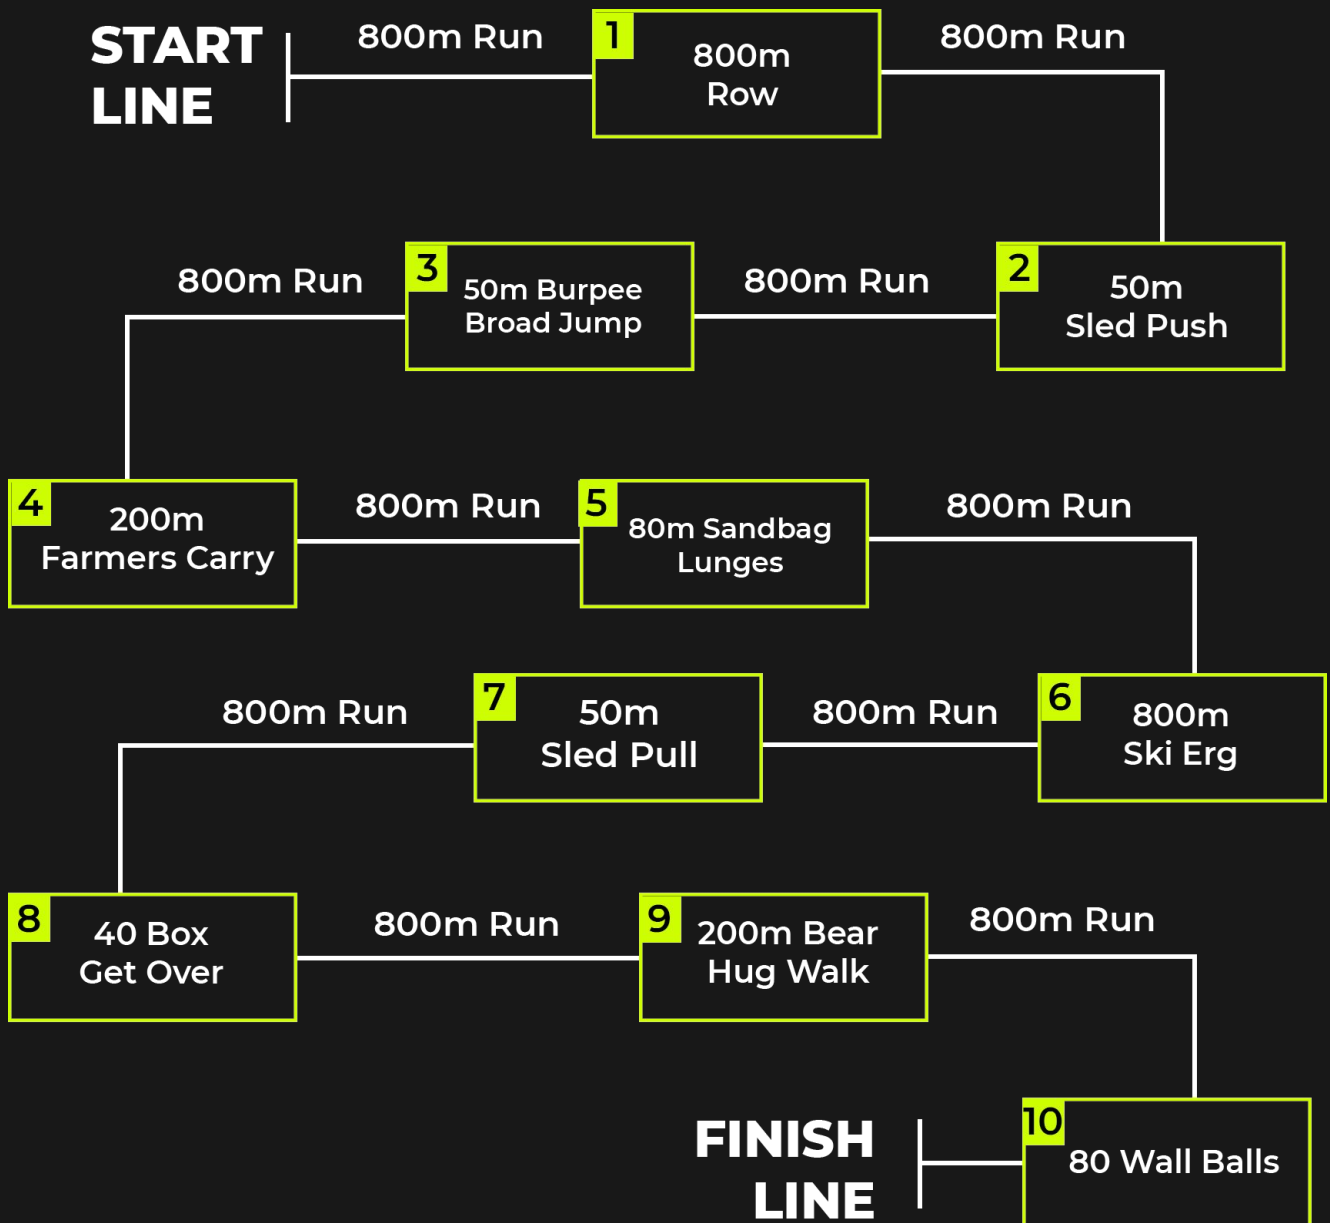 START
LINE
800m Run
1
800m
Row
800m Run
2
50m
Sled Push
800m Run
3
50m Burpee
Broad Jump
800m Run
4
200m
Farmers Carry
800m Run
5
80m Sandbag
Lunges
800m Run
6
800m
Ski Erg
800m Run
7
50m
Sled Pull
800m Run
8
40 Box
Get Over
800m Run
9
200m Bear
Hug Walk
800m Run
10
80 Wall Balls
FINISH
LINE